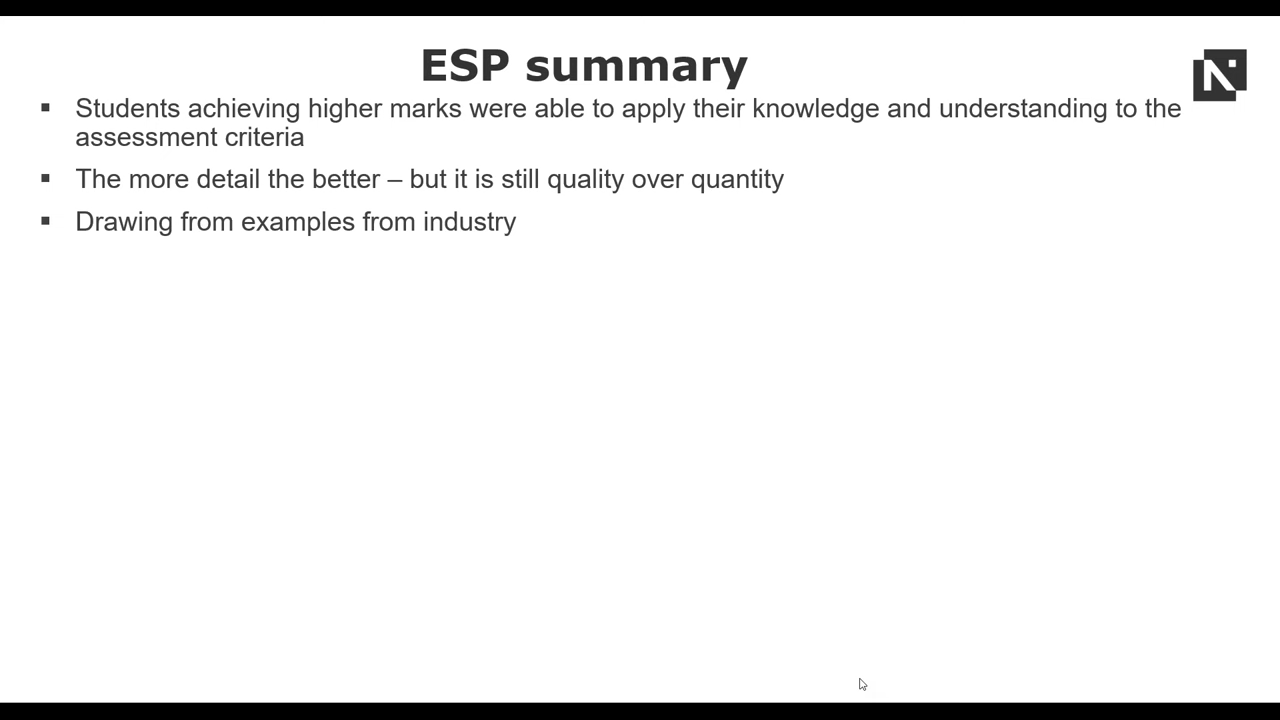 ESP summary
▪ Students achieving higher marks were able to apply their knowledge and understanding to the
assessment criteria
▪ The more detail the better – but it is still quality over quantity
▪ Drawing from examples from industry